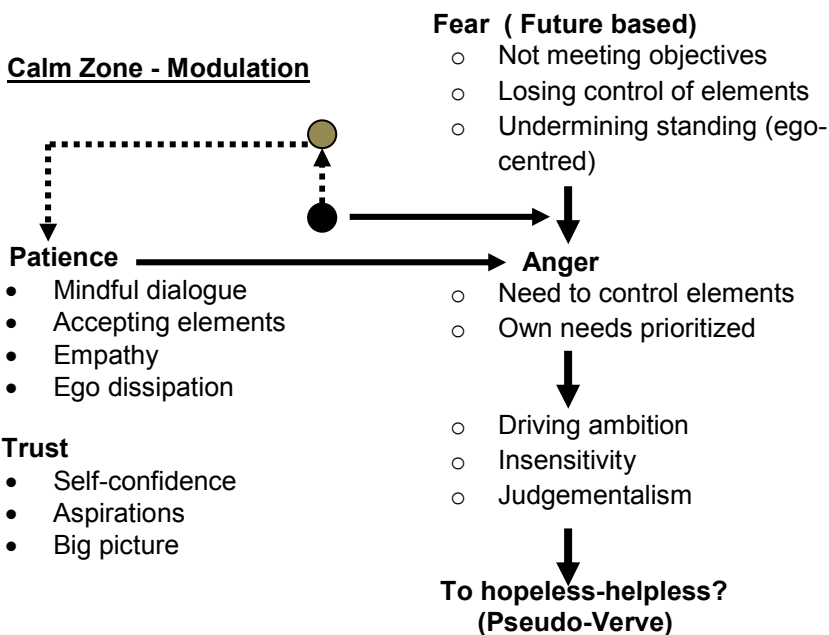 Calm Zone - Modulation
Patience
• Mindful dialogue
• Accepting elements
• Empathy
• Ego dissipation
Trust
• Self-confidence
• Aspirations
• Big picture
Fear ( Future based)
o Not meeting objectives
o Losing control of elements
o Undermining standing (ego-
centred)
Anger
o Need to control elements
o Own needs prioritized
o Driving ambition
o Insensitivity
o Judgementalism
To hopeless-helpless?
(Pseudo-Verve)